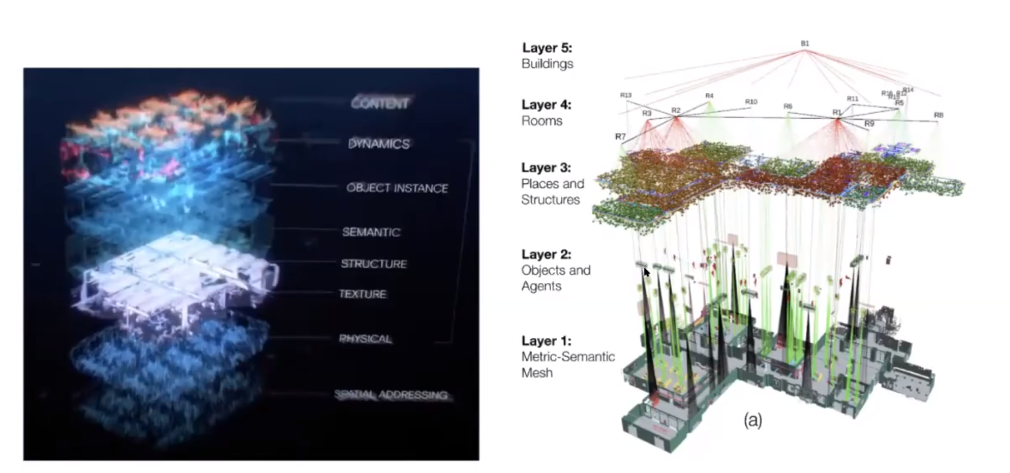 CONTENT
DYNAMICS
OBJECT INSTANCE
SEMANTIC
STRUCTURE
TEXTURE
PHYSICAL
SPATIAL ADDRESSING
Layer 5:
Buildings
Layer 4:
Rooms
Layer 3:
Places and
Structures
Layer 2:
Objects and
Agents
Layer 1:
Metric-Semantic
Mesh
B1
R13
R4
R10
R11
R14
R5
R2
R3
R6
R1
R8
R9
R7
(a)